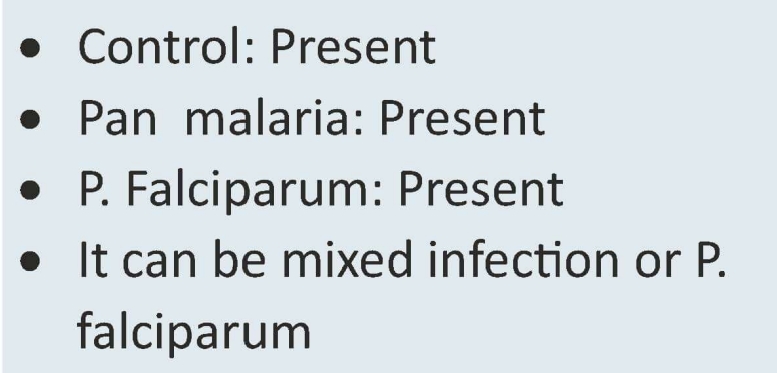 • Control: Present
• Pan malaria: Present
• P. Falciparum: Present
• It can be mixed infection or P.
falciparum